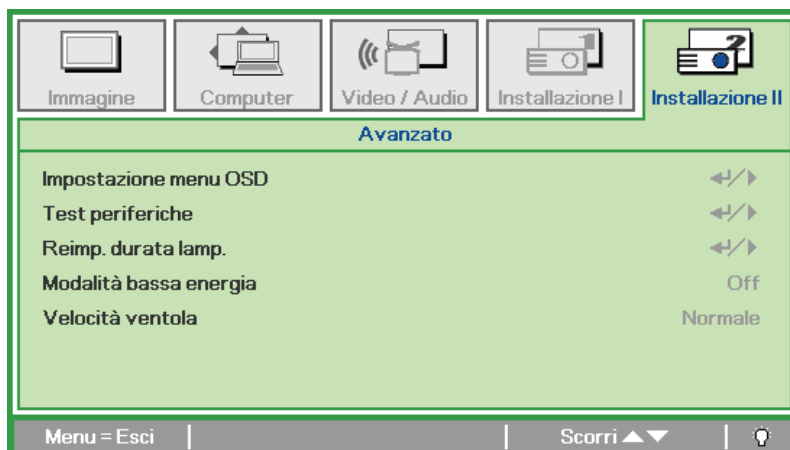 Immagine
Computer
Video / Audio
Installazione I
Installazione II
Avanzato
Impostazione menu OSD
Test periferiche
Reimp. durata lamp.
Modalità bassa energia Off
Velocità ventola Normale
Menu = Esci Scorri